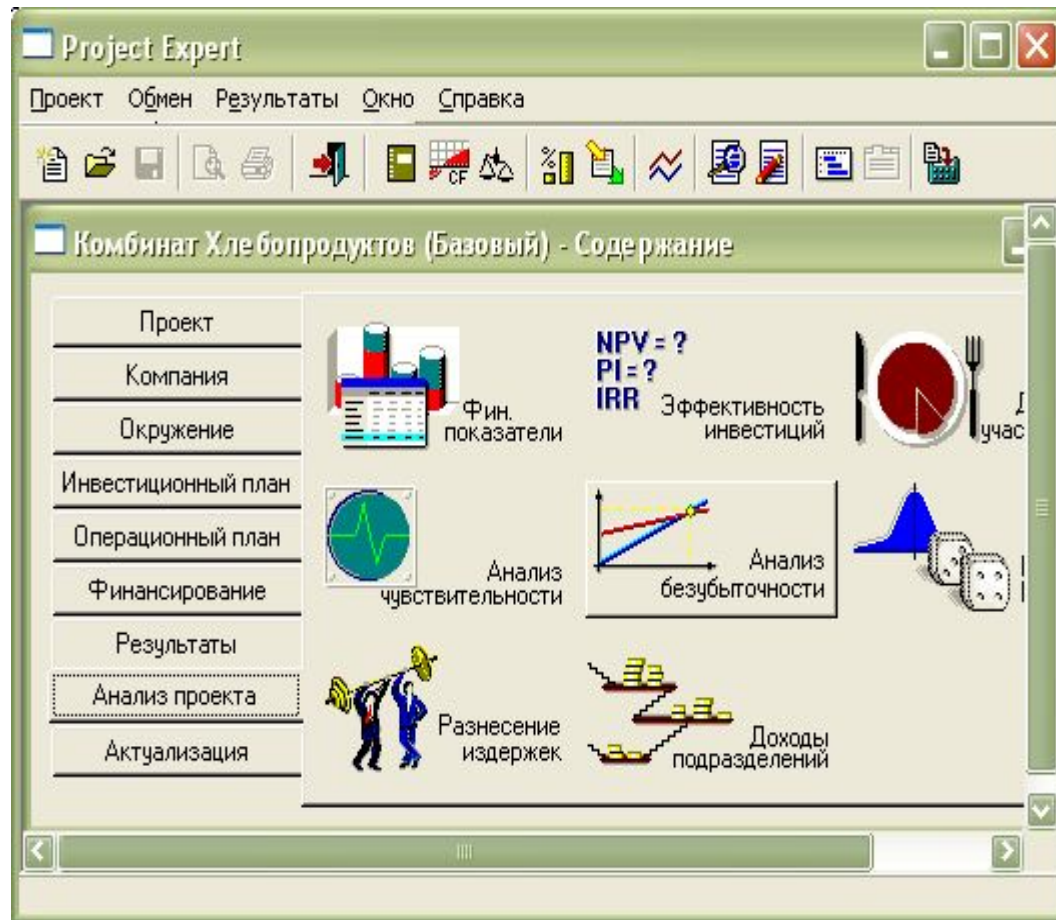 Project Expert
Проект Обмен Результаты Окно Справка
CF
Комбинат Хлебопродуктов (Базовый) - Содержание
Проект
Компания
Окружение
Инвестиционный план
Операционный план
Финансирование
Результаты
Анализ проекта
Актуализация
Фин.
показатели
NPV = ?
PI = ?
IRR
Эффективность
инвестиций
Анализ
чувствительности
Анализ
безубыточности
Разнесение
издержек
Доходы
подразделений